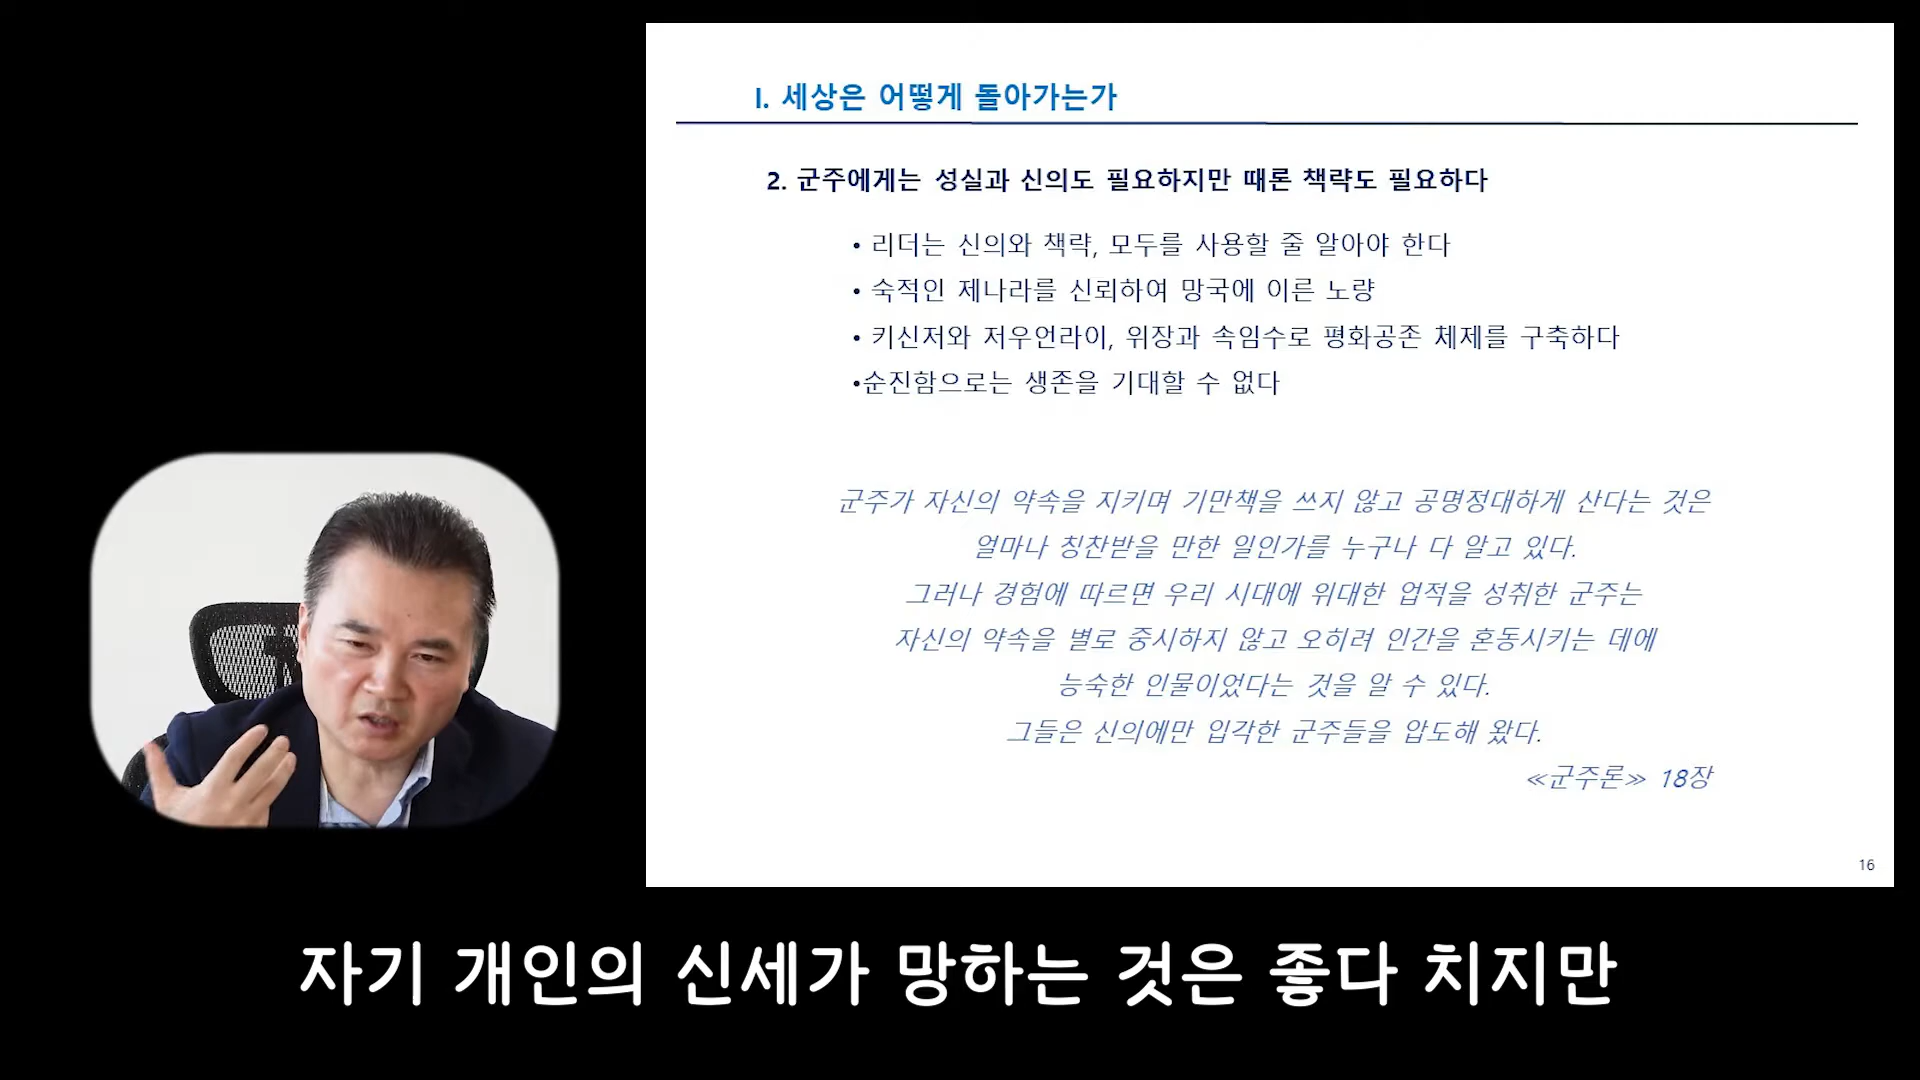 I. 세상은 어떻게 돌아가는가
2. 군주에게는 성실과 신의도 필요하지만 때론 책략도 필요하다
• 리더는 신의와 책략, 모두를 사용할 줄 알아야 한다
• 숙적인 제나라를 신뢰하여 망국에 이른 노량
• 키신저와 저우언라이, 위장과 속임수로 평화공존 체제를 구축하다
•순진함으로는 생존을 기대할 수 없다
군주가 자신의 약속을 지키며 기만책을 쓰지 않고 공명정대하게 산다는 것은
얼마나 칭찬받을 만한 일인가를 누구나 다 알고 있다.
그러나 경험에 따르면 우리 시대에 위대한 업적을 성취한 군주는
자신의 약속을 별로 중시하지 않고 오히려 인간을 혼동시키는 데에
능숙한 인물이었다는 것을 알 수 있다.
그들은 신의에만 입각한 군주들을 압도해 왔다.
≪군주론≫ 18장
16
자기 개인의 신세가 망하는 것은 좋다 치지만